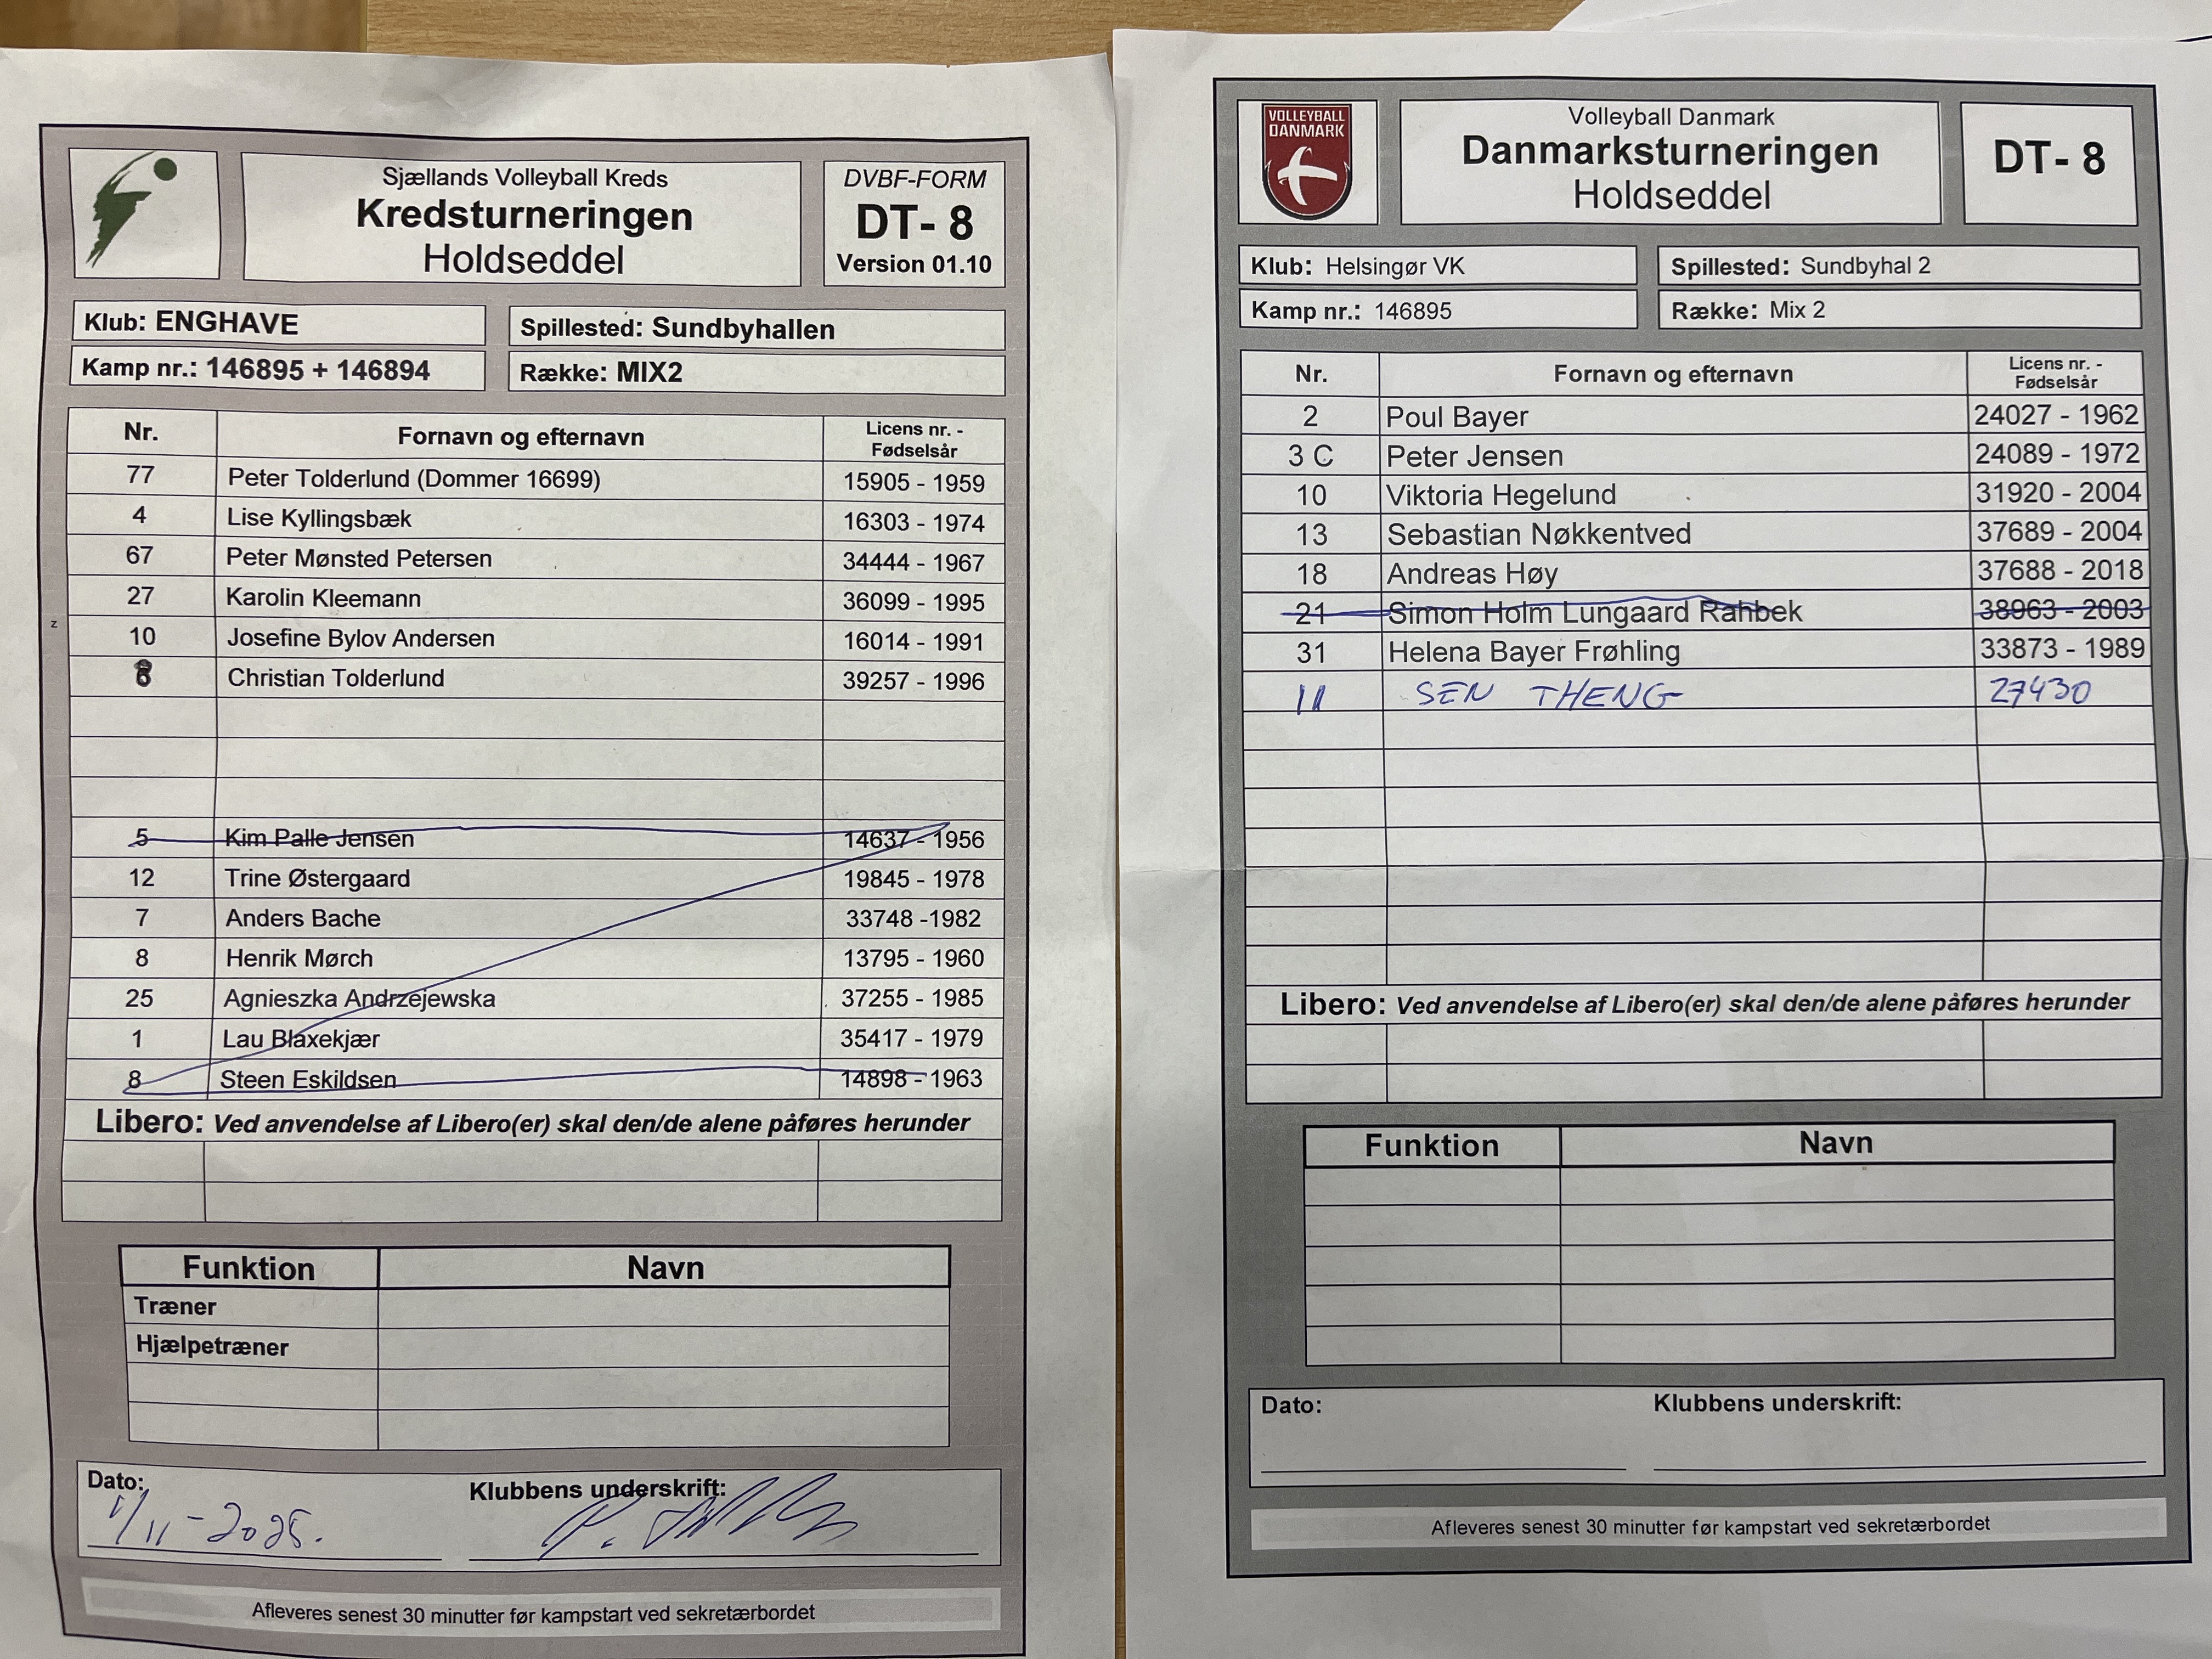 Sjællands Volleyball Kreds
Kredsturneringen
Holdseddel
DVBF-FORM
DT- 8
Version 01.10
Klub: ENGHAVE
Spillested: Sundbyhallen
Kamp nr.: 146895 + 146894
Række: MIX2
Nr. Fornavn og efternavn Licens nr. - Fødselsår
77 Peter Tolderlund (Dommer 16699) 15905 - 1959
4 Lise Kyllingsbæk 16303 - 1974
67 Peter Mønsted Petersen 34444 - 1967
27 Karolin Kleemann 36099 - 1995
z
10 Josefine Bylov Andersen 16014 - 1991
Christian Tolderlund 39257 - 1996
5 Kim Palle Jensen 14637 - 1956
12 Trine Østergaard 19845 - 1978
7 Anders Bache 33748 -1982
8 Henrik Mørch 13795 - 1960
25 Agnieszka Andrzejewska 37255 - 1985
1 Lau Blaxekjær 35417 - 1979
8 Steen Eskildsen 14898 - 1963
Libero: Ved anvendelse af Libero(er) skal den/de alene påføres herunder
Funktion Navn
Træner
Hjælpetræner
Dato: Klubbens underskrift:
1/11 - 2025.
Afleveres senest 30 minutter før kampstart ved sekretærbordet
VOLLEYBALL
DANMARK
Volleyball Danmark
Danmarksturneringen
Holdseddel
DT- 8
Klub: Helsingør VK
Spillested: Sundbyhal 2
Kamp nr.: 146895
Række: Mix 2
Nr. Fornavn og efternavn Licens nr. - Fødselsår
2 Poul Bayer 24027 - 1962
3 C Peter Jensen 24089 - 1972
10 Viktoria Hegelund 31920 - 2004
13 Sebastian Nøkkentved 37689 - 2004
18 Andreas Høy 37688 - 2018
21 Simon Holm Lungaard Rahbek 38963 - 2003
31 Helena Bayer Frøhling 33873 - 1989
11 SEN THENG 27430
Libero: Ved anvendelse af Libero(er) skal den/de alene påføres herunder
Funktion Navn
Dato: Klubbens underskrift:
Afleveres senest 30 minutter før kampstart ved sekretærbordet